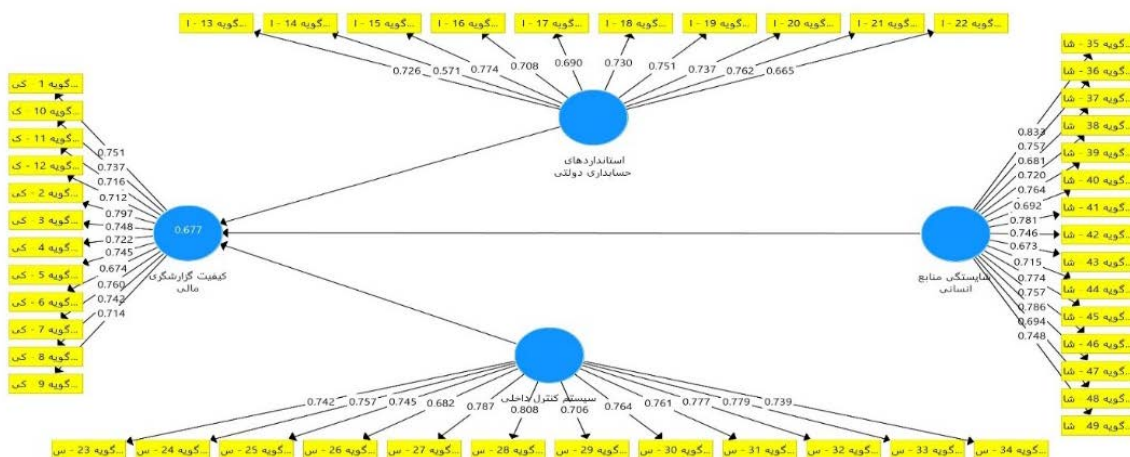 گویه 13 - ا...
گویه 14 - ا...
گویه 15 - ا...
گویه 16 - ا...
گویه 17 - ا...
گویه 18 - ا...
گویه 19 - ا...
گویه 20 - ا...
گویه 21 - ا...
گویه 22 - ا...
0.726
0.571
0.774
0.708
0.690
0.730
0.751
0.737
0.762
0.665
استانداردهای
حسابداری دولتی
گویه 35 - شا...
گویه 36 - شا...
گویه 37 - شا...
گویه 38 - شا...
گویه 39 - شا...
گویه 40 - شا...
گویه 41 - شا...
گویه 42 - شا...
گویه 43 - شا...
گویه 44 - شا...
گویه 45 - شا...
گویه 46 - شا...
گویه 47 - شا...
گویه 48 - شا...
گویه 49 - شا...
0.833
0.757
0.681
0.720
0.764
0.692
0.781
0.746
0.673
0.715
0.774
0.757
0.786
0.694
0.748
شایستگی منابع
انسانی
گویه 1 - کی...
گویه 10 - ک...
گویه 11 - ک...
گویه 12 - ک...
گویه 2 - کی...
گویه 3 - کی...
گویه 4 - کی...
گویه 5 - کی...
گویه 6 - کی...
گویه 7 - کی...
گویه 8 - کی...
گویه 9 - کی...
0.751
0.737
0.716
0.712
0.797
0.748
0.722
0.745
0.674
0.760
0.742
0.714
0.677
کیفیت گزارشگری
مالی
سیستم کنترل داخلی
0.742
0.757
0.745
0.682
0.787
0.808
0.706
0.764
0.761
0.777
0.779
0.739
گویه 23 - س...
گویه 24 - س...
گویه 25 - س...
گویه 26 - س...
گویه 27 - س...
گویه 28 - س...
گویه 29 - س...
گویه 30 - س...
گویه 31 - س...
گویه 32 - س...
گویه 33 - س...
گویه 34 - س...